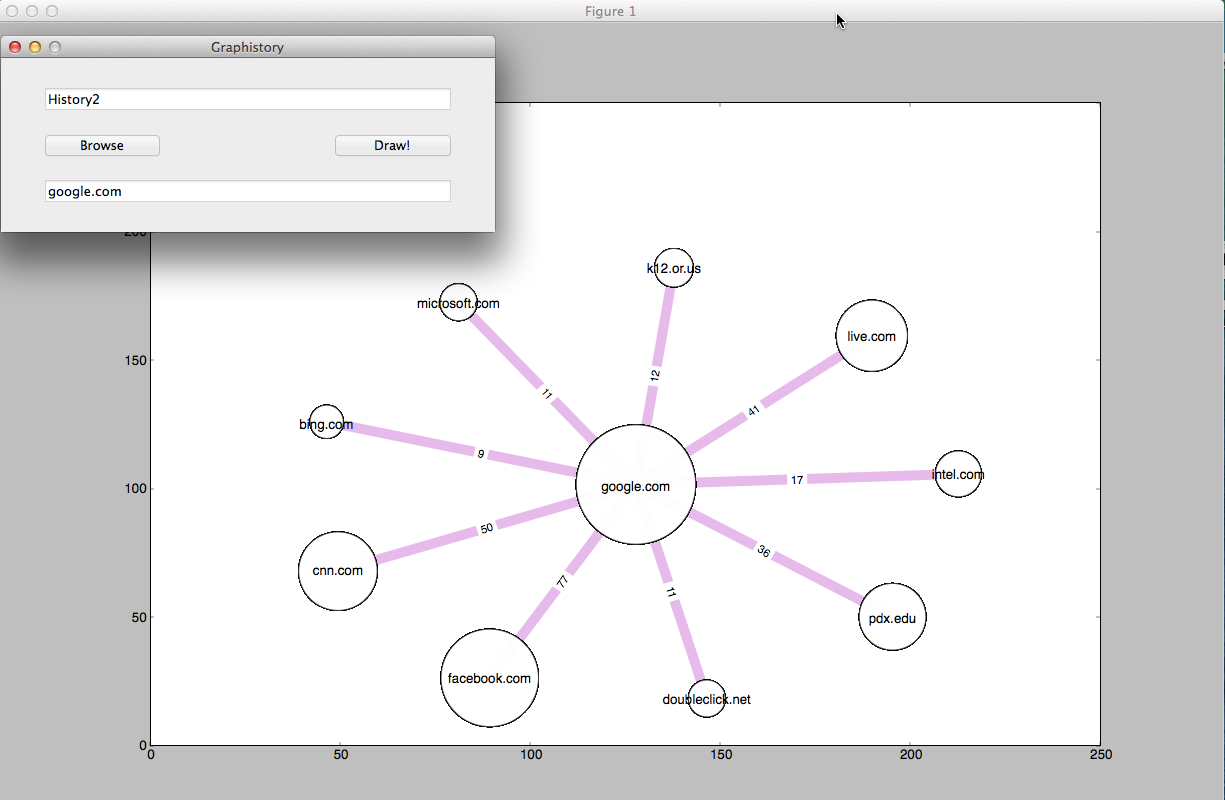 Figure 1
Graphistory
History2
Browse Draw!
google.com
200
k12.or.us
microsoft.com
live.com
150
12
11
41
bing.com
9
intel.com
17
google.com
100
50
36
cnn.com
77
11
pdx.edu
50
facebook.com
doubleclick.net
0
0 50 100 150 200 250